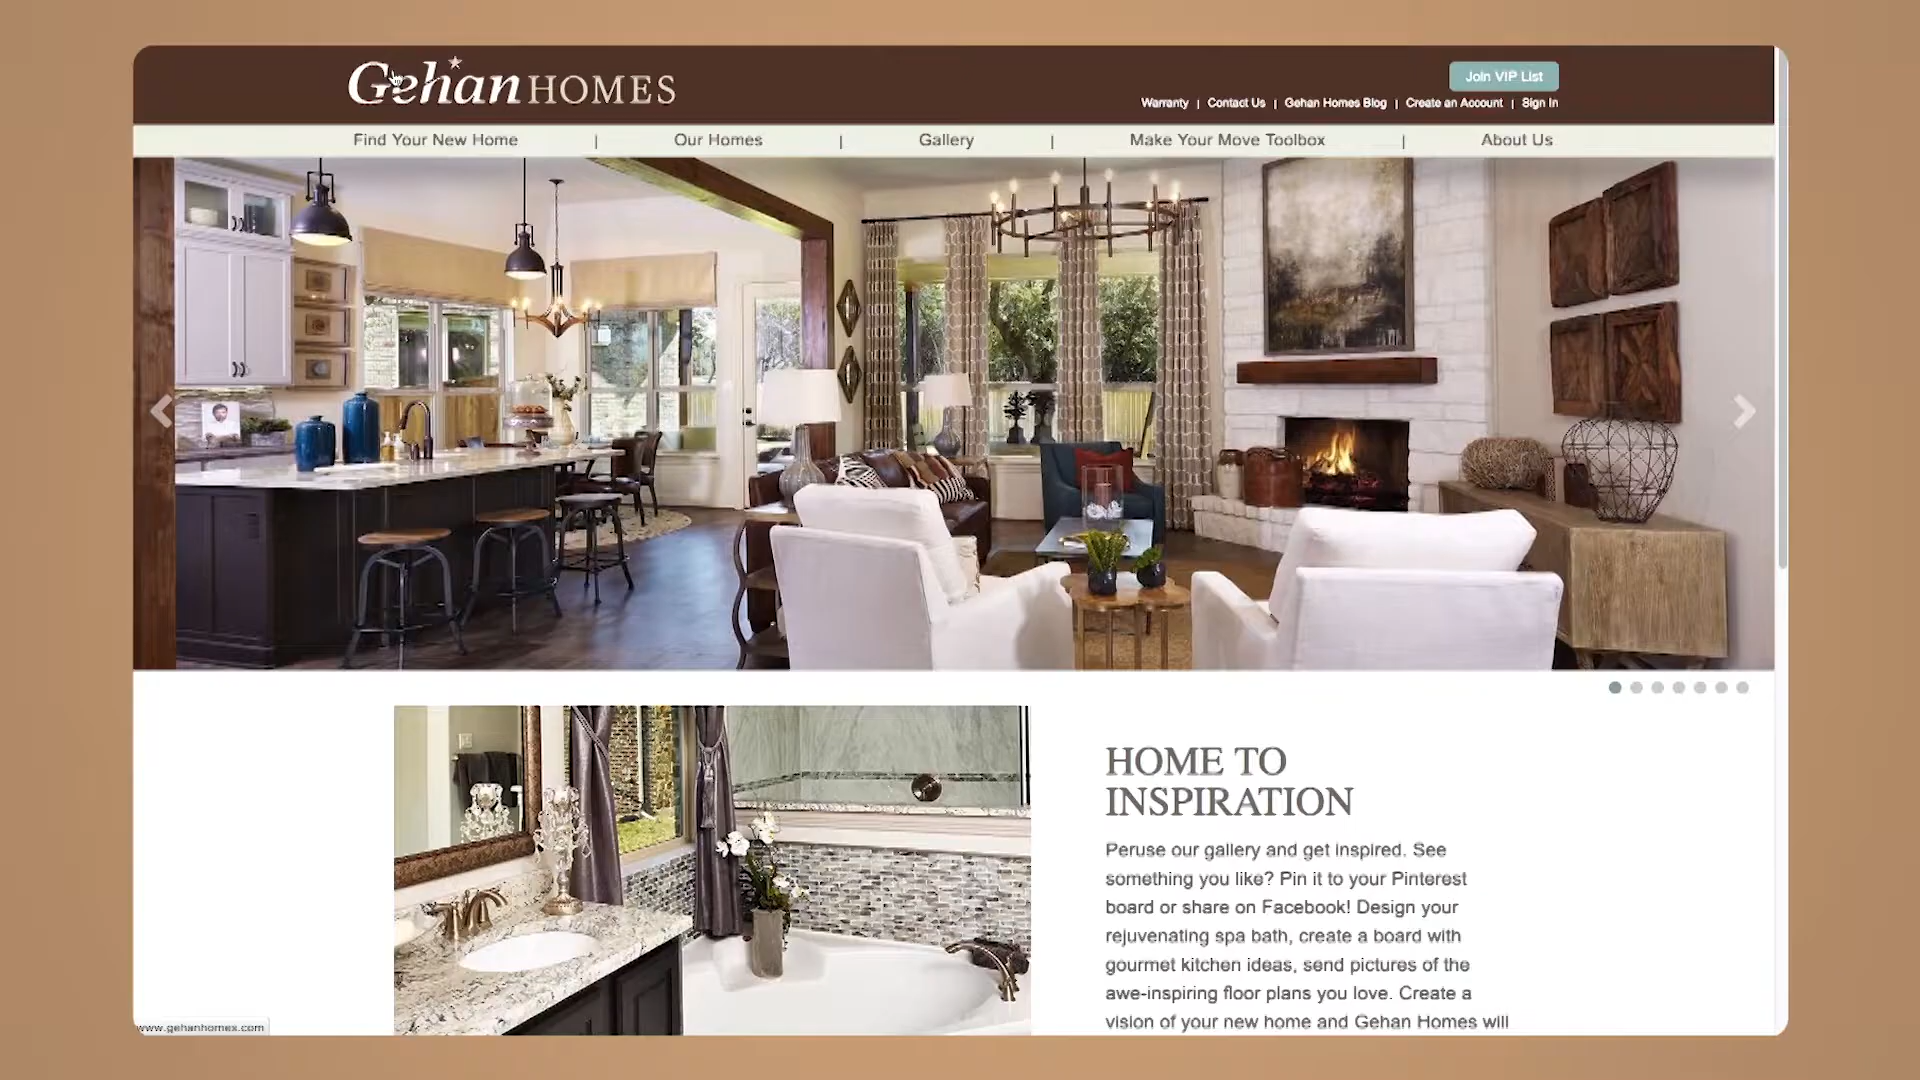 Gehan HOMES
Join VIP List
Warranty | Contact Us | Gehan Homes Blog | Create an Account | Sign In
Find Your New Home | Our Homes | Gallery | Make Your Move Toolbox | About Us
HOME TO
INSPIRATION
Peruse our gallery and get inspired. See
something you like? Pin it to your Pinterest
board or share on Facebook! Design your
rejuvenating spa bath, create a board with
gourmet kitchen ideas, send pictures of the
awe-inspiring floor plans you love. Create a
vision of your new home and Gehan Homes will
www.gehanhomes.com